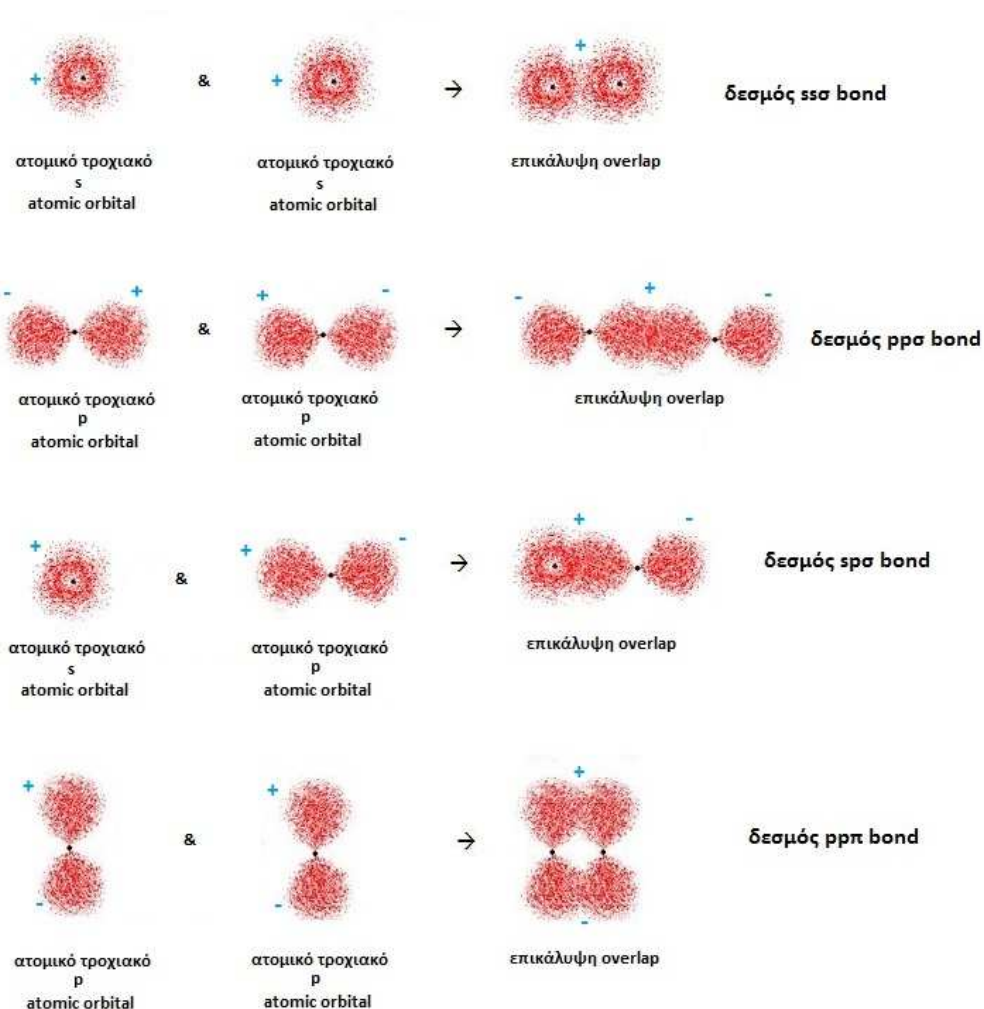 + & + → + δεσμός ssσ bond
ατομικό τροχιακό ατομικό τροχιακό επικάλυψη overlap
s s
atomic orbital atomic orbital
- + & + - → - + - δεσμός ppσ bond
ατομικό τροχιακό ατομικό τροχιακό επικάλυψη overlap
p p
atomic orbital atomic orbital
+ & + - → + - δεσμός spσ bond
ατομικό τροχιακό ατομικό τροχιακό επικάλυψη overlap
s p
atomic orbital atomic orbital
+ + +
& → δεσμός ppπ bond
- - -
ατομικό τροχιακό ατομικό τροχιακό επικάλυψη overlap
p p
atomic orbital atomic orbital